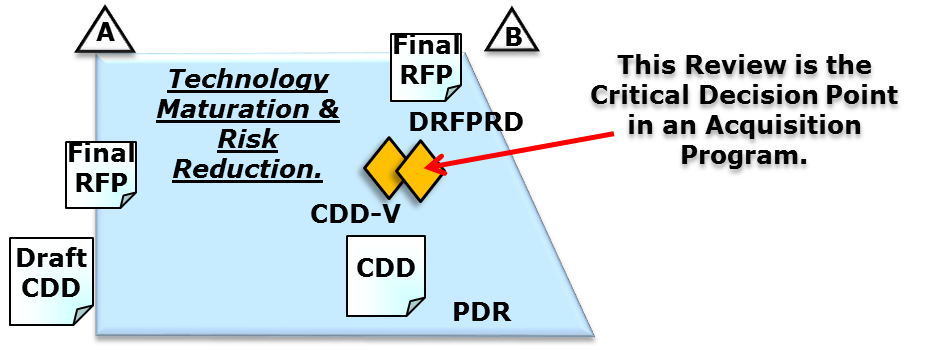 A
B
Technology
Maturation &
Risk
Reduction.
Final
RFP
DRFPRD
This Review is the
Critical Decision Point
in an Acquisition
Program.
Final
RFP
CDD-V
Draft
CDD
CDD
PDR